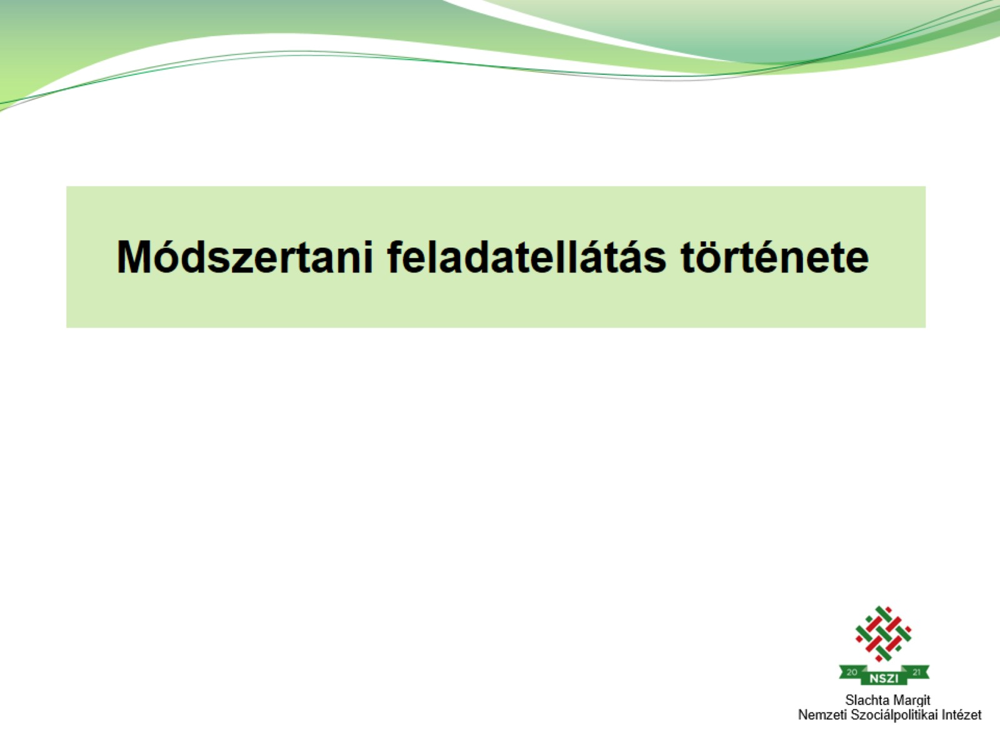 Módszertani feladatellátás története
20 NSZI 21
Slachta Margit
Nemzeti Szociálpolitikai Intézet